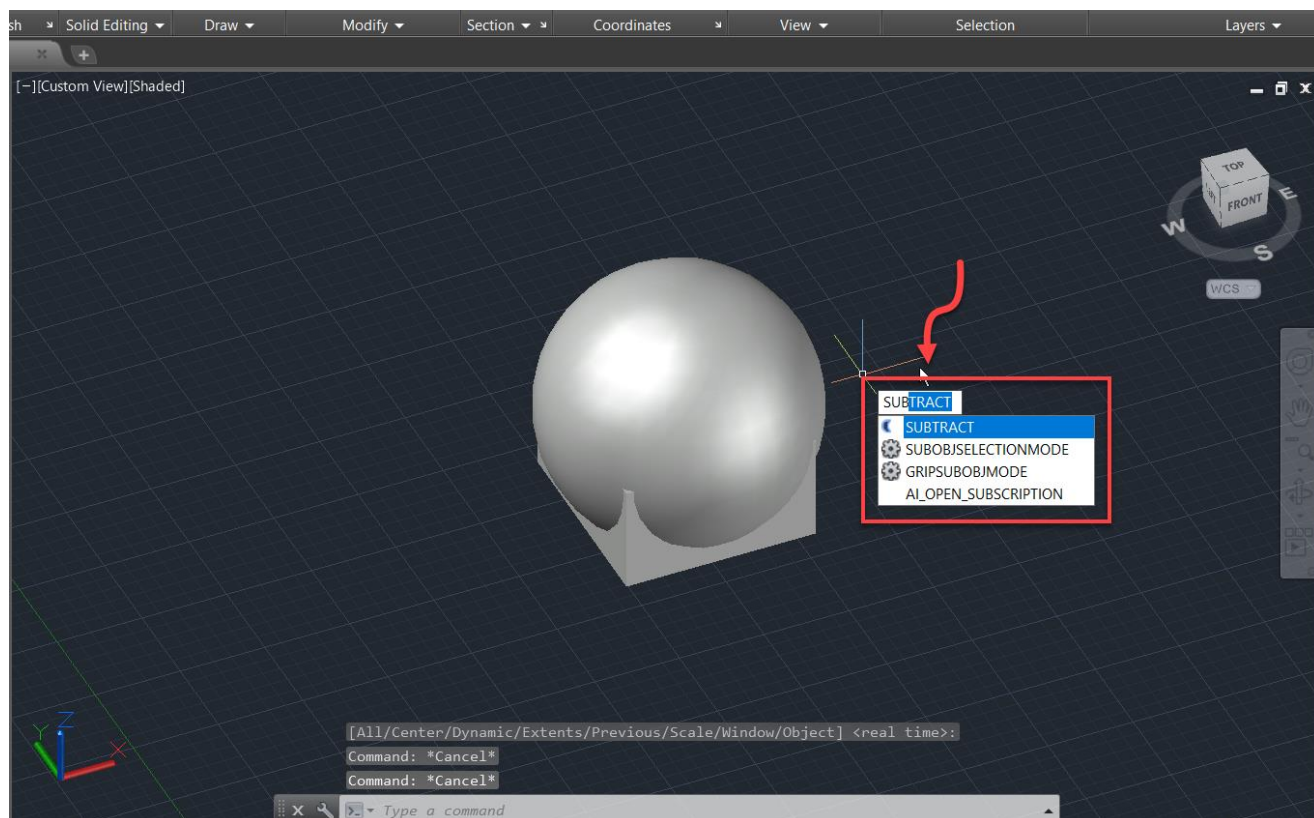 sh Solid Editing Draw Modify Section Coordinates View Selection Layers
[−][Custom View][Shaded]
TOP
FRONT
W
E
S
WCS
SUBTRACT
SUBTRACT
SUBOBJSELECTIONMODE
GRIPSUBOBJMODE
AI_OPEN_SUBSCRIPTION
Y
Z
X
[All/Center/Dynamic/Extents/Previous/Scale/Window/Object] <real time>:
Command: *Cancel*
Command: *Cancel*
Type a command